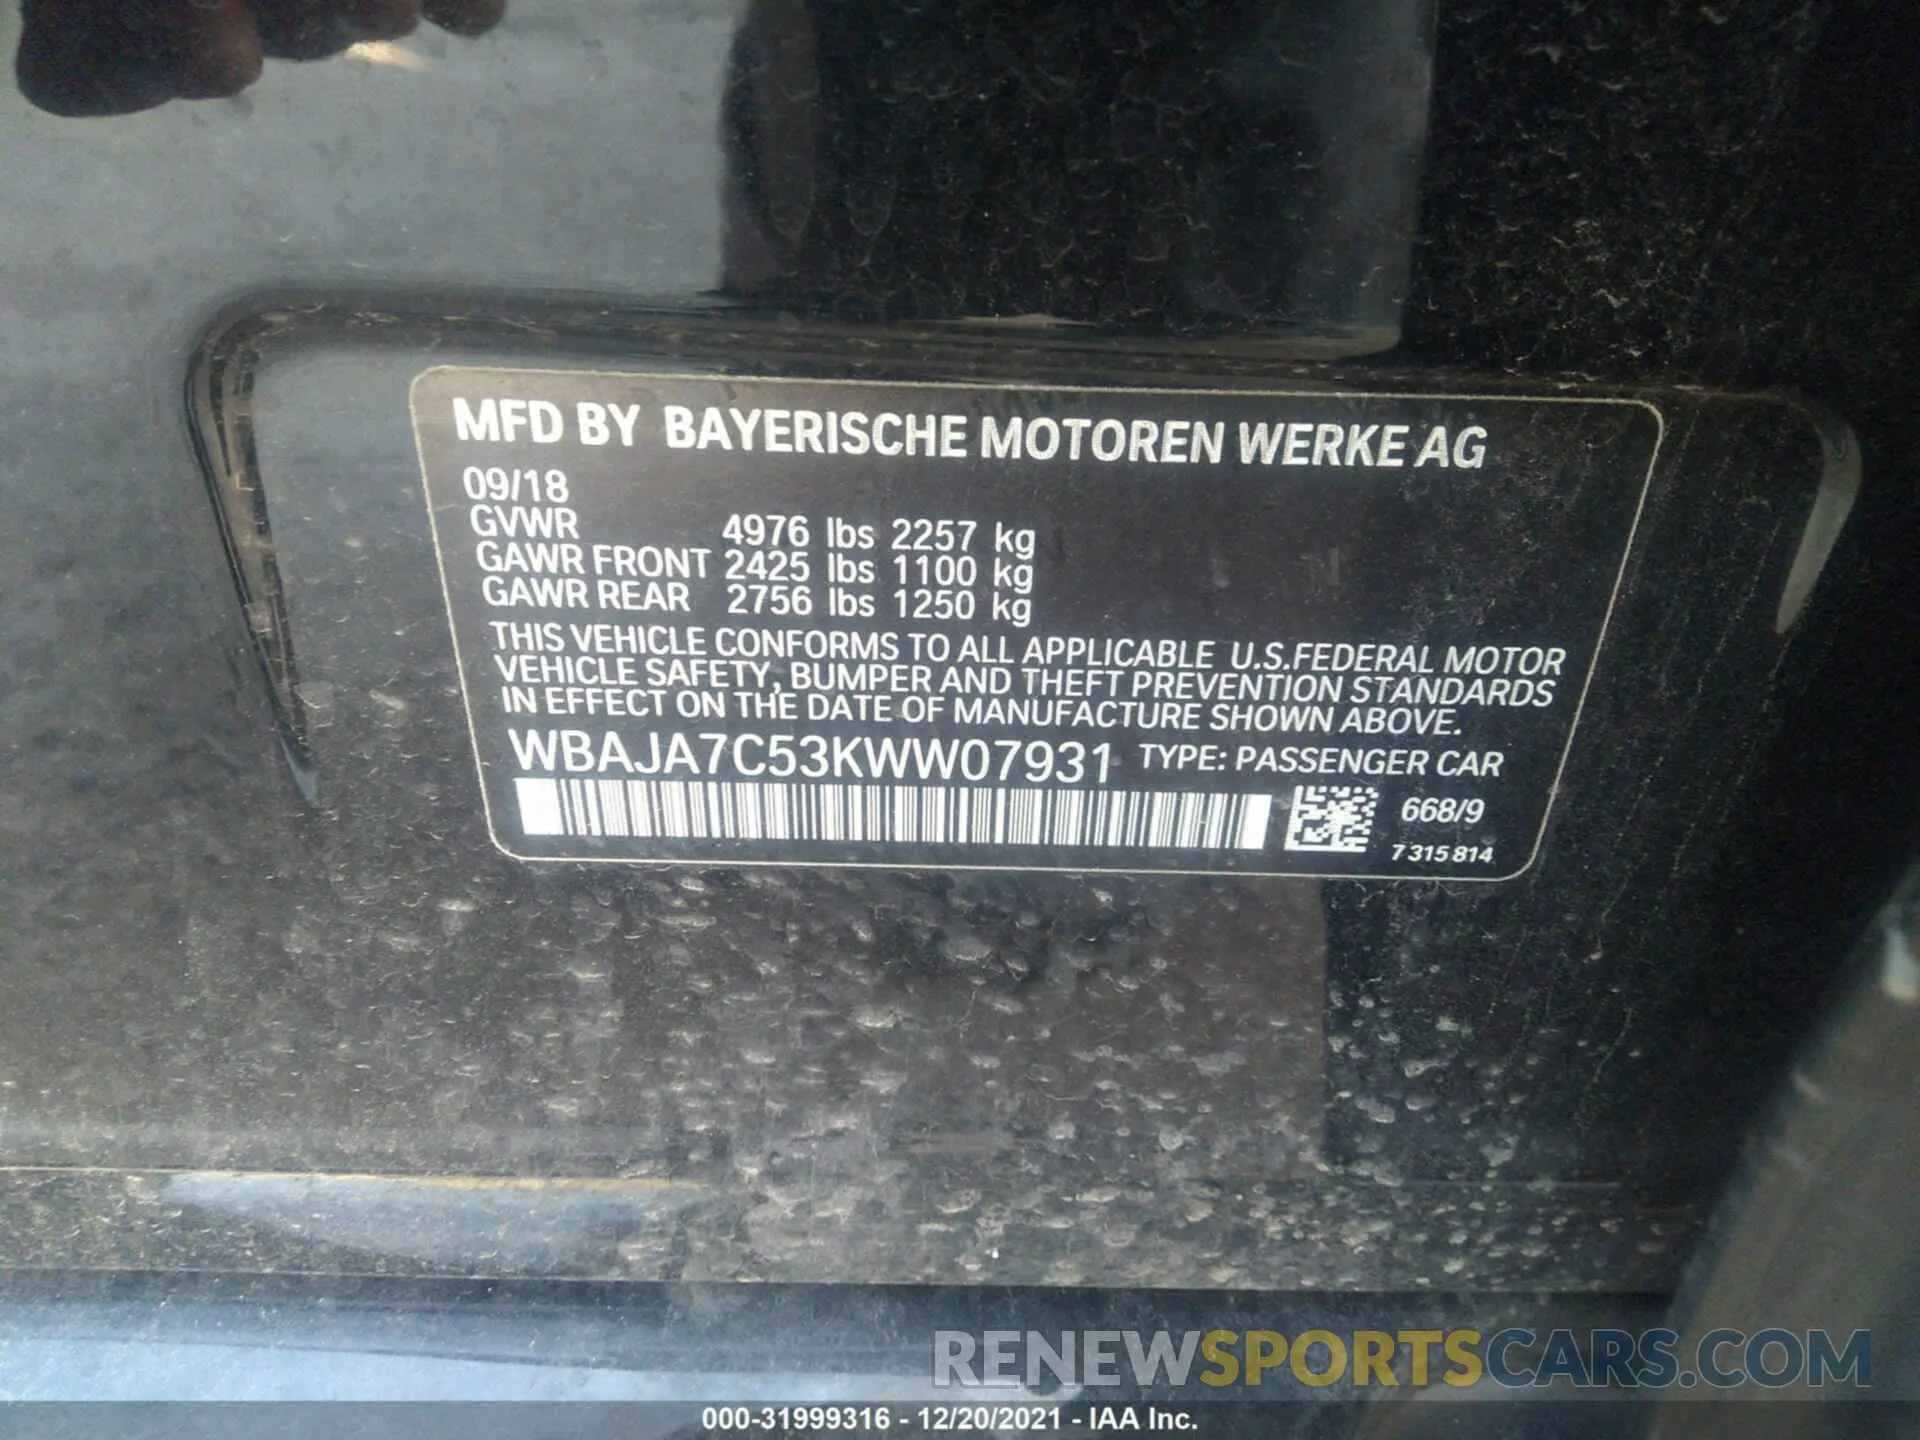 MFD BY BAYERISCHE MOTOREN WERKE AG
09/18
GVWR 4976 lbs 2257 kg
GAWR FRONT 2425 lbs 1100 kg
GAWR REAR 2756 lbs 1250 kg
THIS VEHICLE CONFORMS TO ALL APPLICABLE U.S.FEDERAL MOTOR
VEHICLE SAFETY, BUMPER AND THEFT PREVENTION STANDARDS
IN EFFECT ON THE DATE OF MANUFACTURE SHOWN ABOVE.
WBAJA7C53KWW07931 TYPE: PASSENGER CAR
668/9
7 315 814
RENEWSPORTSCARS.COM
000-31999316 - 12/20/2021 - IAA Inc.